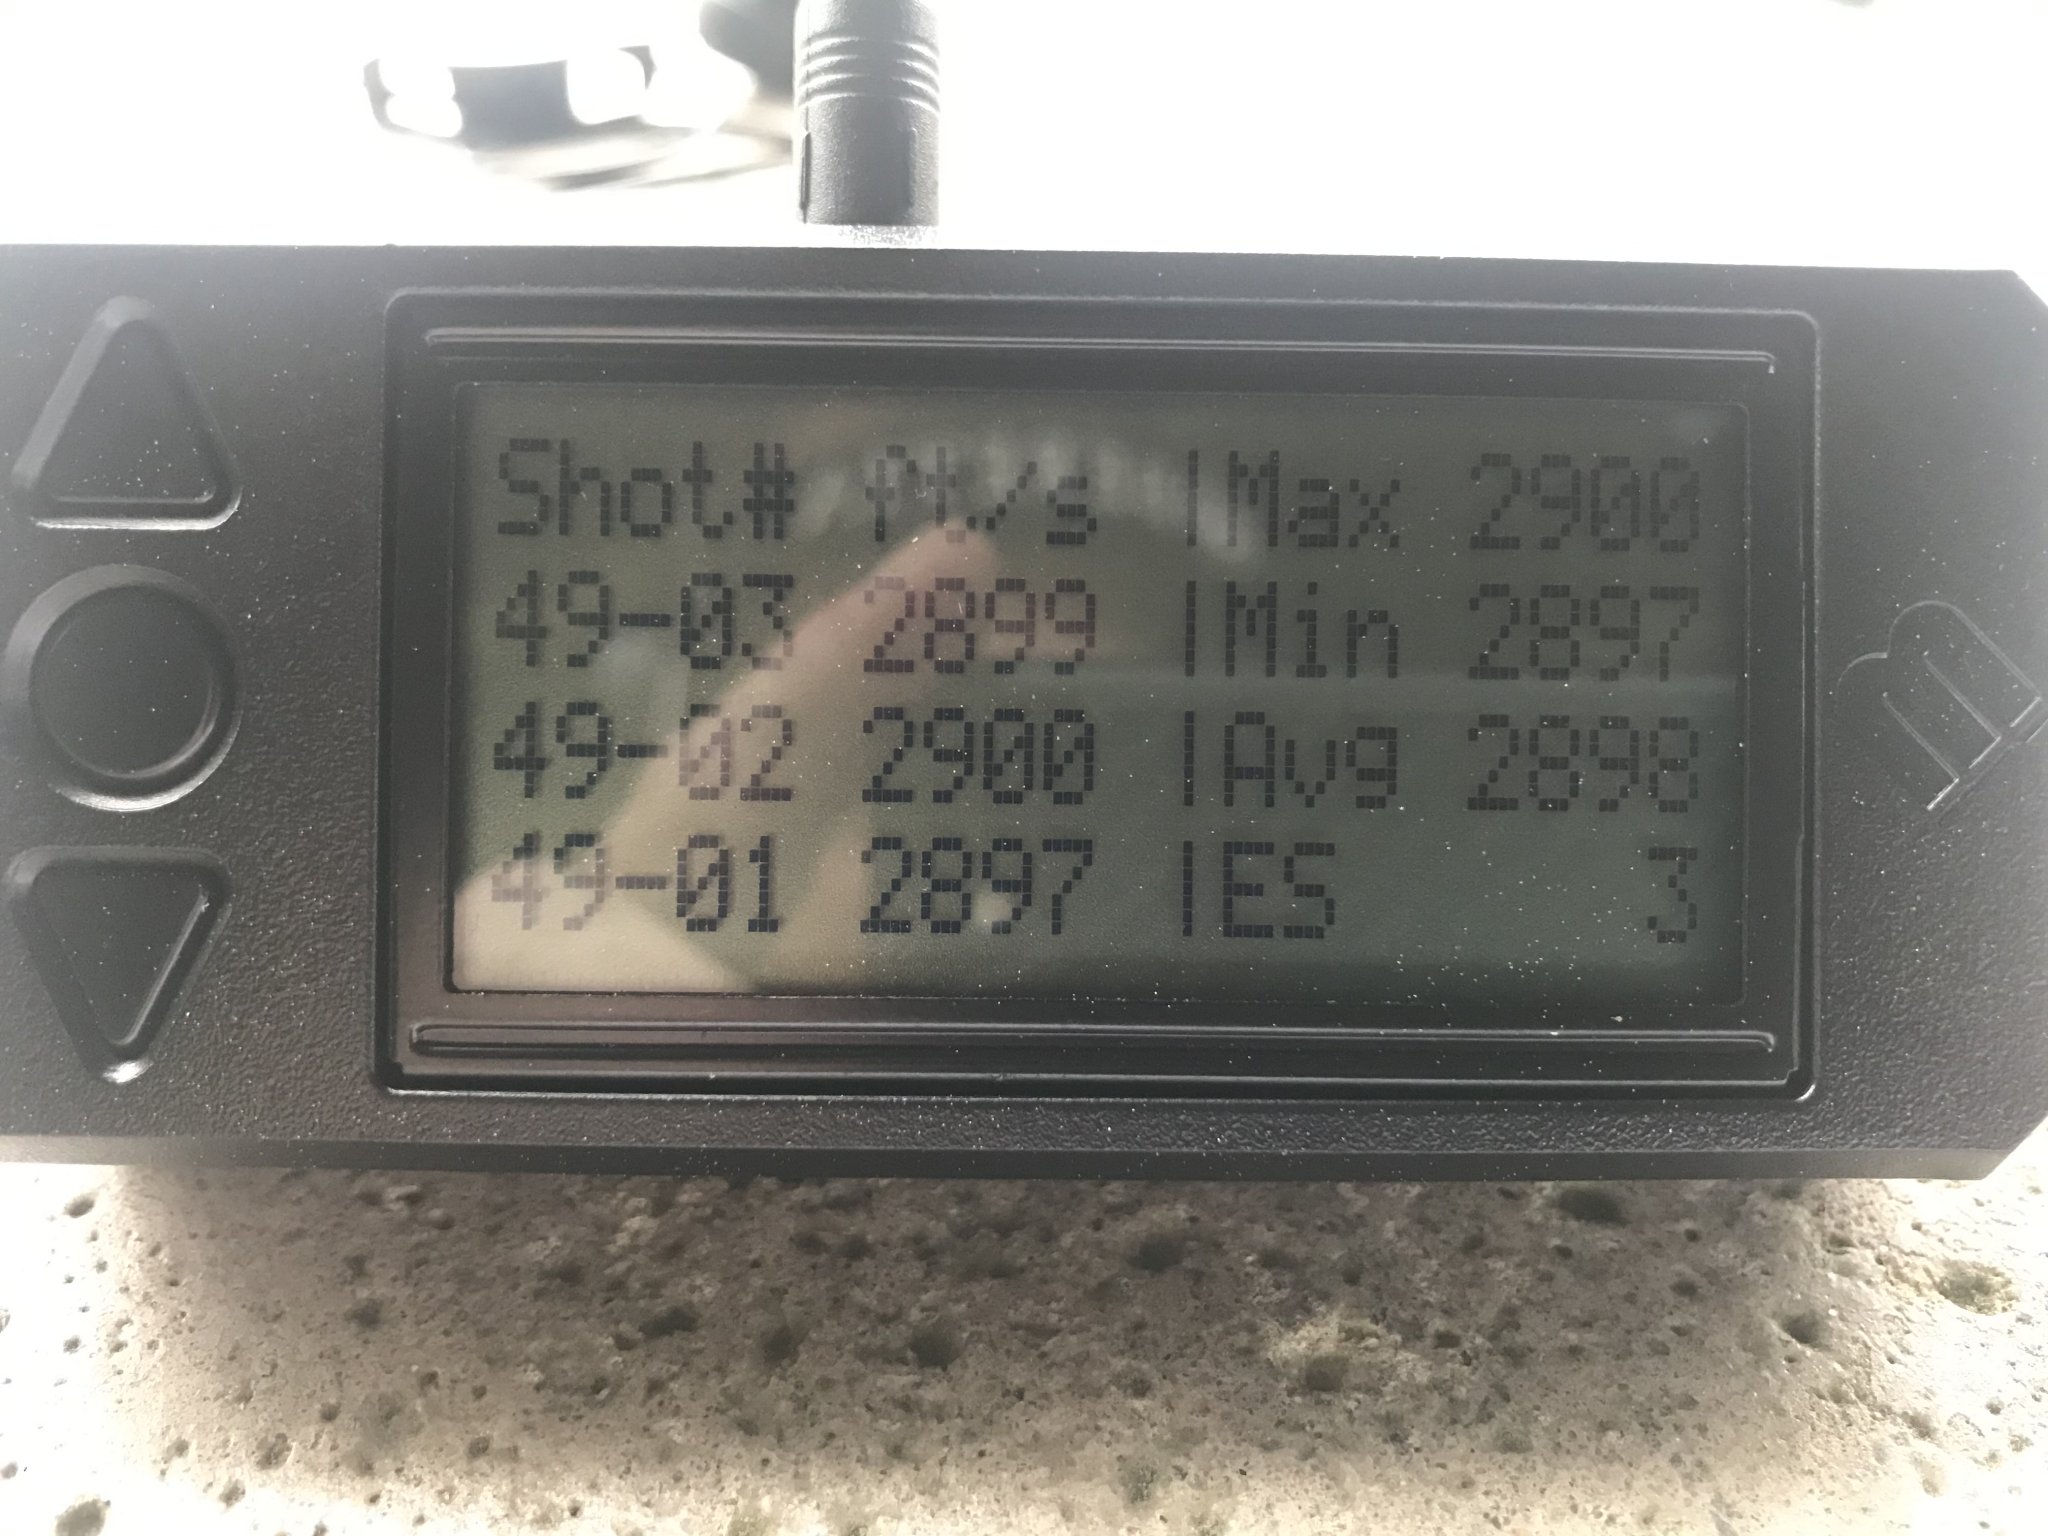 Shot# ft/s |Max 2900
49-03 2899 |Min 2897
49-02 2900 |Avg 2898
49-01 2897 |ES 3